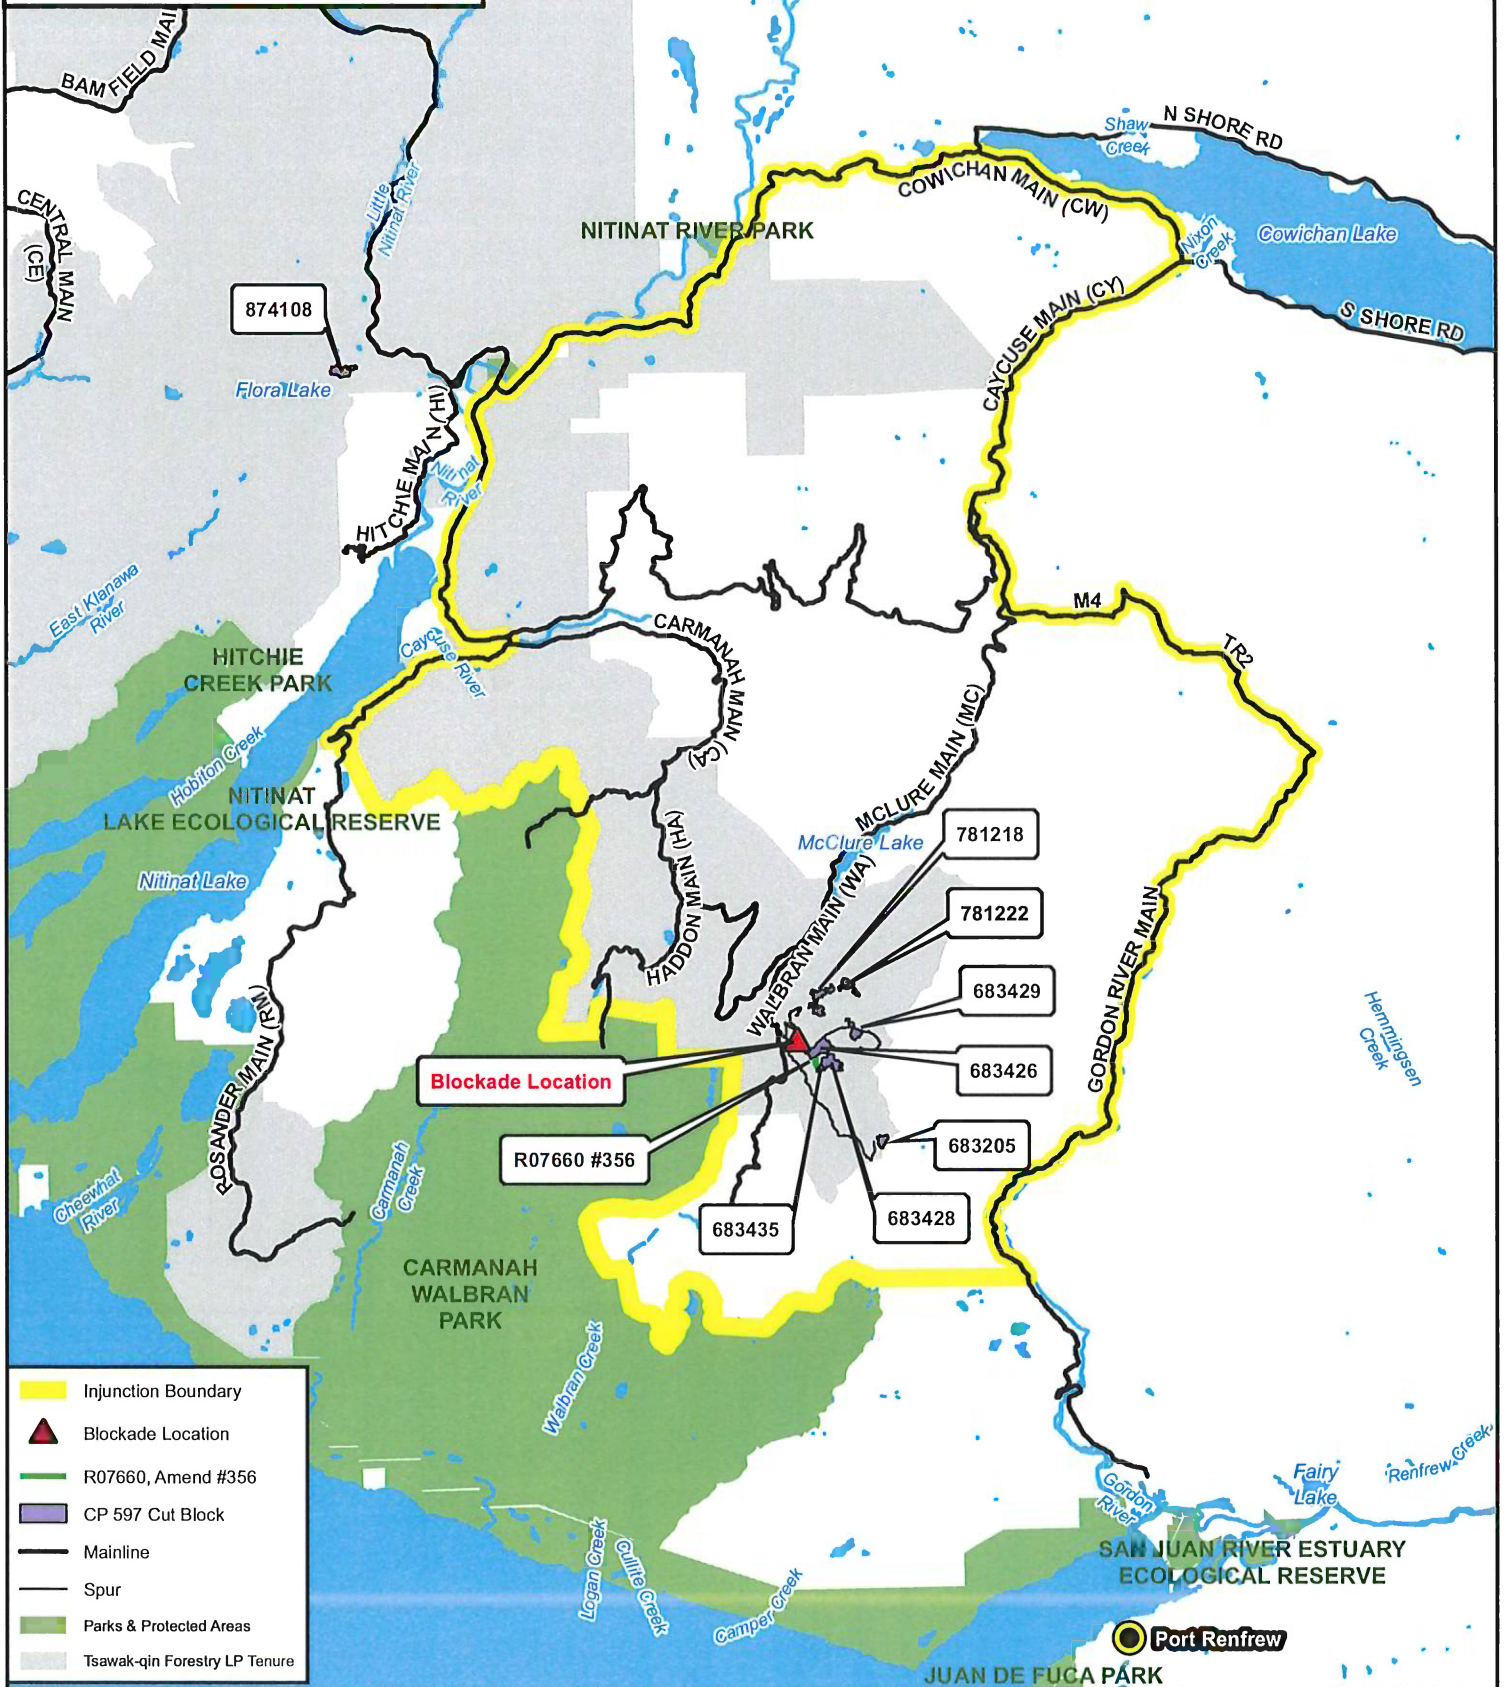 BAMFIELD MAI
N SHORE RD
Shaw
Creek
COWICHAN MAIN (CW)
Little
Nitinat River
CENTRAL MAIN
(CE)
NITINAT RIVER PARK
Nixon
Creek
Cowichan Lake
874108
CAYCUSE MAIN (CY)
S SHORE RD
Flora Lake
HITCHIE MAIN (HI)
Nitinat
River
East Klanawa
River
M4
CARMANAH MAIN (CA)
Caycuse River
TR2
HITCHIE
CREEK PARK
Hobiton Creek
MCLURE MAIN (MC)
NITINAT
LAKE ECOLOGICAL RESERVE
McClure Lake
781218
HADDON MAIN (HA)
WALBRAN MAIN (WA)
Nitinat Lake
781222
GORDON RIVER MAIN
683429
Hemmingsen
Creek
ROSANDER MAIN (RM)
Blockade Location
683426
R07660 #356
683205
Carmanah
Creek
Cheewhat
River
683435
683428
CARMANAH
WALBRAN
PARK
Walbran Creek
Injunction Boundary
Blockade Location
R07660, Amend #356
CP 597 Cut Block
Mainline
Spur
Parks & Protected Areas
Tsawak-qin Forestry LP Tenure
Renfrew Creek
Fairy
Lake
Gordon
River
Logan Creek
Cullite Creek
Camper Creek
SAN JUAN RIVER ESTUARY
ECOLOGICAL RESERVE
Port Renfrew
JUAN DE FUCA PARK